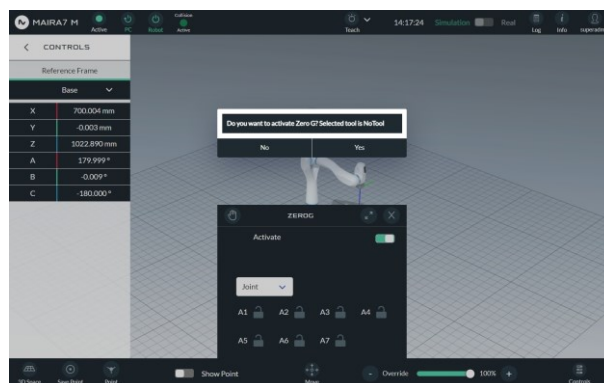 MAIRA7 M
Active
PC
Robot
Collision
Active
Teach
14:17:24
Simulation
Real
Log
Info
superadm
CONTROLS
Reference Frame
Base
X 700.004 mm
Y -0.003 mm
Z 1022.890 mm
A 179.999 °
B -0.009 °
C -180.000 °
Do you want to activate Zero G? Selected tool is NoTool
No Yes
ZEROG
Activate
Joint
A1 A2 A3 A4
A5 A6 A7
3D Space
Save Point
Point
Show Point
Move
- Override 100% +
Controls